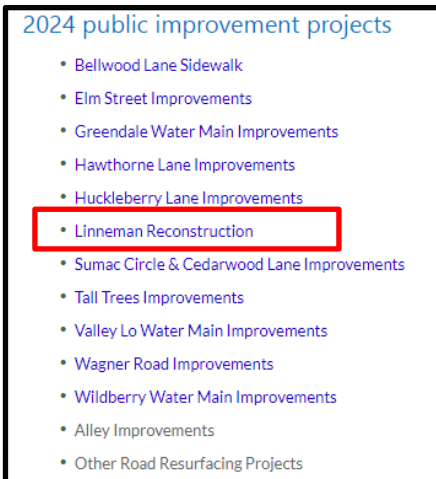 2024 public improvement projects
• Bellwood Lane Sidewalk
• Elm Street Improvements
• Greendale Water Main Improvements
• Hawthorne Lane Improvements
• Huckleberry Lane Improvements
• Linneman Reconstruction
• Sumac Circle & Cedarwood Lane Improvements
• Tall Trees Improvements
• Valley Lo Water Main Improvements
• Wagner Road Improvements
• Wildberry Water Main Improvements
• Alley Improvements
• Other Road Resurfacing Projects